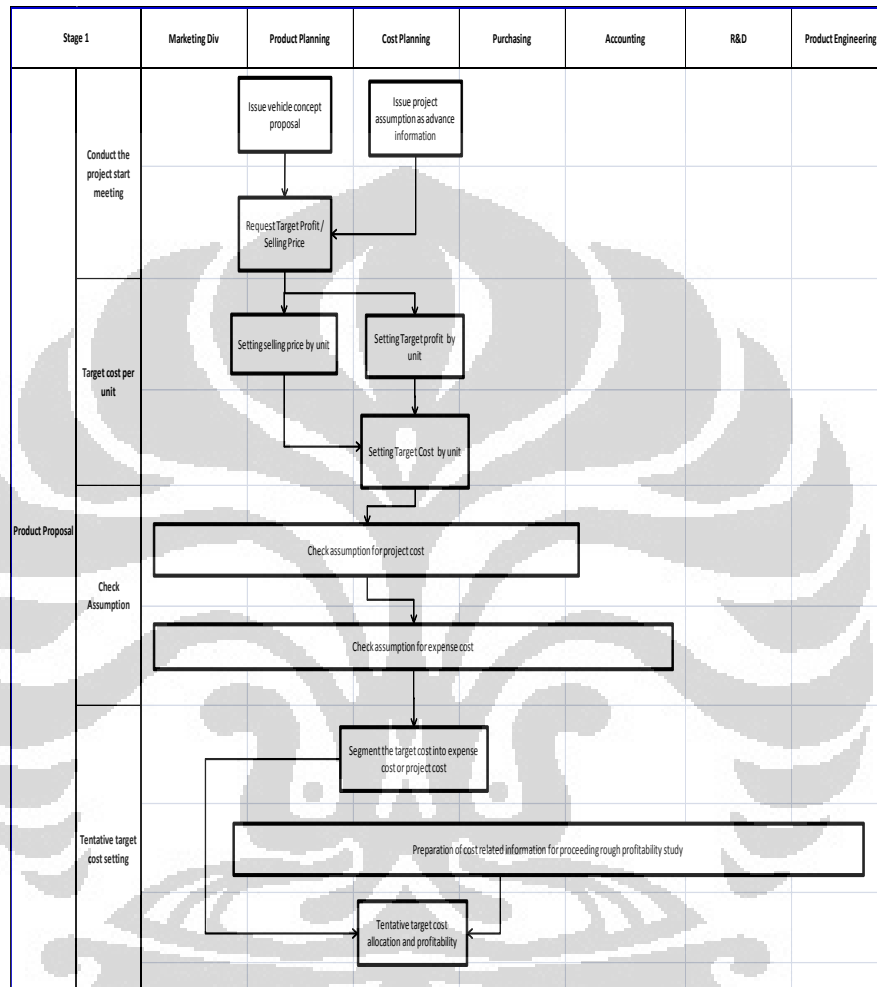 Stage 1
Marketing Div
Product Planning
Cost Planning
Purchasing
Accounting
R&D
Product Engineering
Product Proposal
Conduct the
project start
meeting
Issue vehicle concept
proposal
Issue project
assumption as advance
information
Request Target Profit /
Selling Price
Target cost per
unit
Setting selling price by unit
Setting Target profit by
unit
Setting Target Cost by unit
Check
Assumption
Check assumption for project cost
Check assumption for expense cost
Tentative target
cost setting
Segment the target cost into expense
cost or project cost
Preparation of cost related information for proceeding rough profitability study
Tentative target cost
allocation and profitability